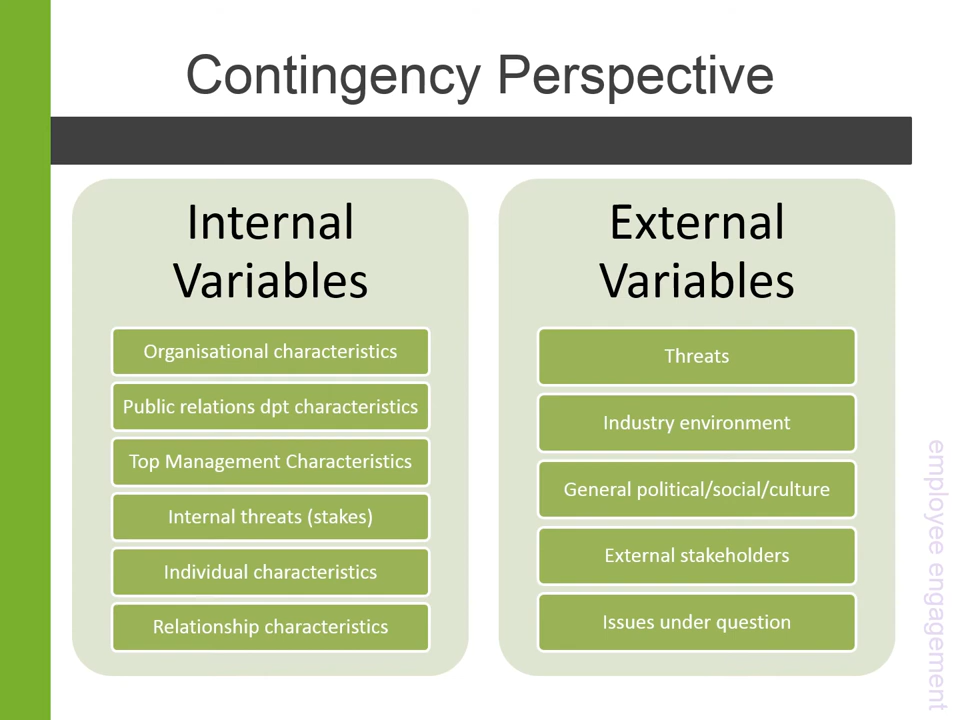 Contingency Perspective
Internal
Variables
Organisational characteristics
Public relations dpt characteristics
Top Management Characteristics
Internal threats (stakes)
Individual characteristics
Relationship characteristics
External
Variables
Threats
Industry environment
General political/social/culture
External stakeholders
Issues under question
employee engagement